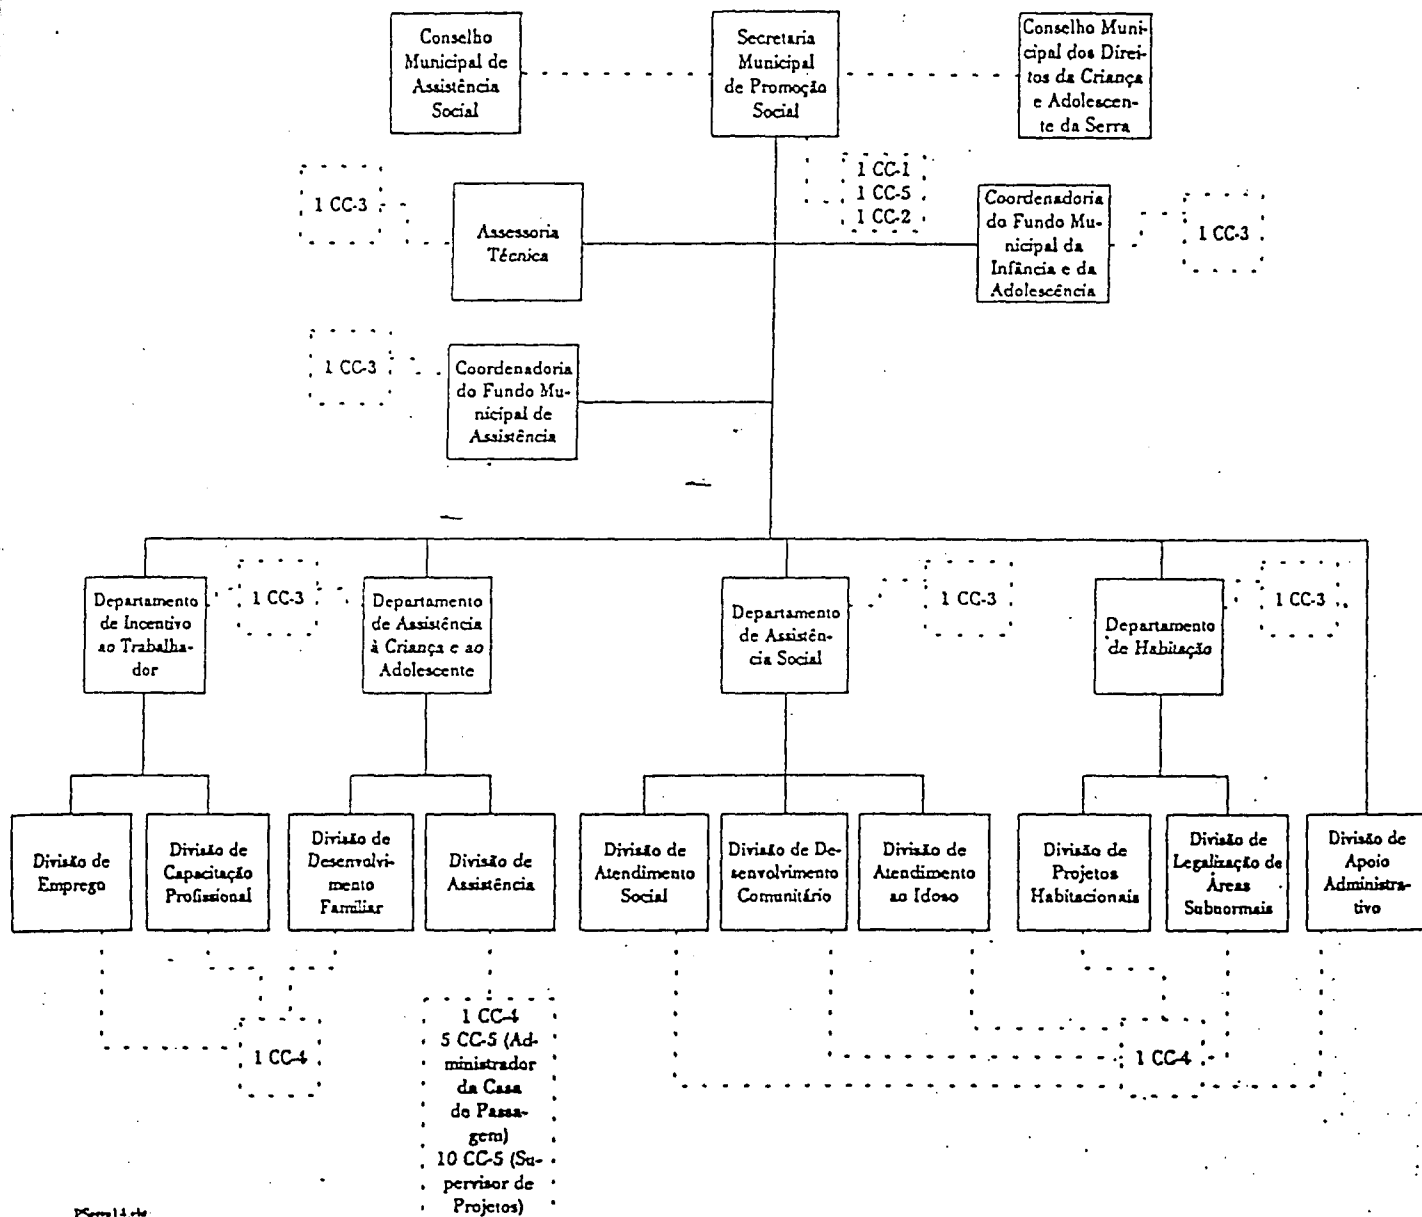 Conselho
Municipal de
Assistência
Social
Secretaria
Municipal
de Promoção
Social
Conselho Muni-
cipal dos Direi-
tos da Criança
e Adolescen-
te da Serra
1 CC-1
1 CC-5
1 CC-2
1 CC-3
Assessoria
Técnica
Coordenadoria
do Fundo Mu-
nicipal da
Infância e da
Adolescência
1 CC-3
1 CC-3
Coordenadoria
do Fundo Mu-
nicipal de
Assistência
Departamento
de Incentivo
ao Trabalha-
dor
1 CC-3
Departamento
de Assistência
à Criança e ao
Adolescente
Departamento
de Assistên-
cia Social
1 CC-3
Departamento
de Habitação
1 CC-3
Divisão de
Emprego
Divisão de
Capacitação
Profissional
Divisão de
Desenvolvi-
mento
Familiar
Divisão de
Assistência
Divisão de
Atendimento
Social
Divisão de De-
senvolvimento
Comunitário
Divisão de
Atendimento
ao Idoso
Divisão de
Projetos
Habitacionais
Divisão de
Legalização de
Áreas
Subnormais
Divisão de
Apoio
Administra-
tivo
1 CC-4
1 CC-4
5 CC-5 (Ad-
ministrador
da Casa
de Passa-
gem)
10 CC-5 (Su-
pervisor de
Projetos)
1 CC-4